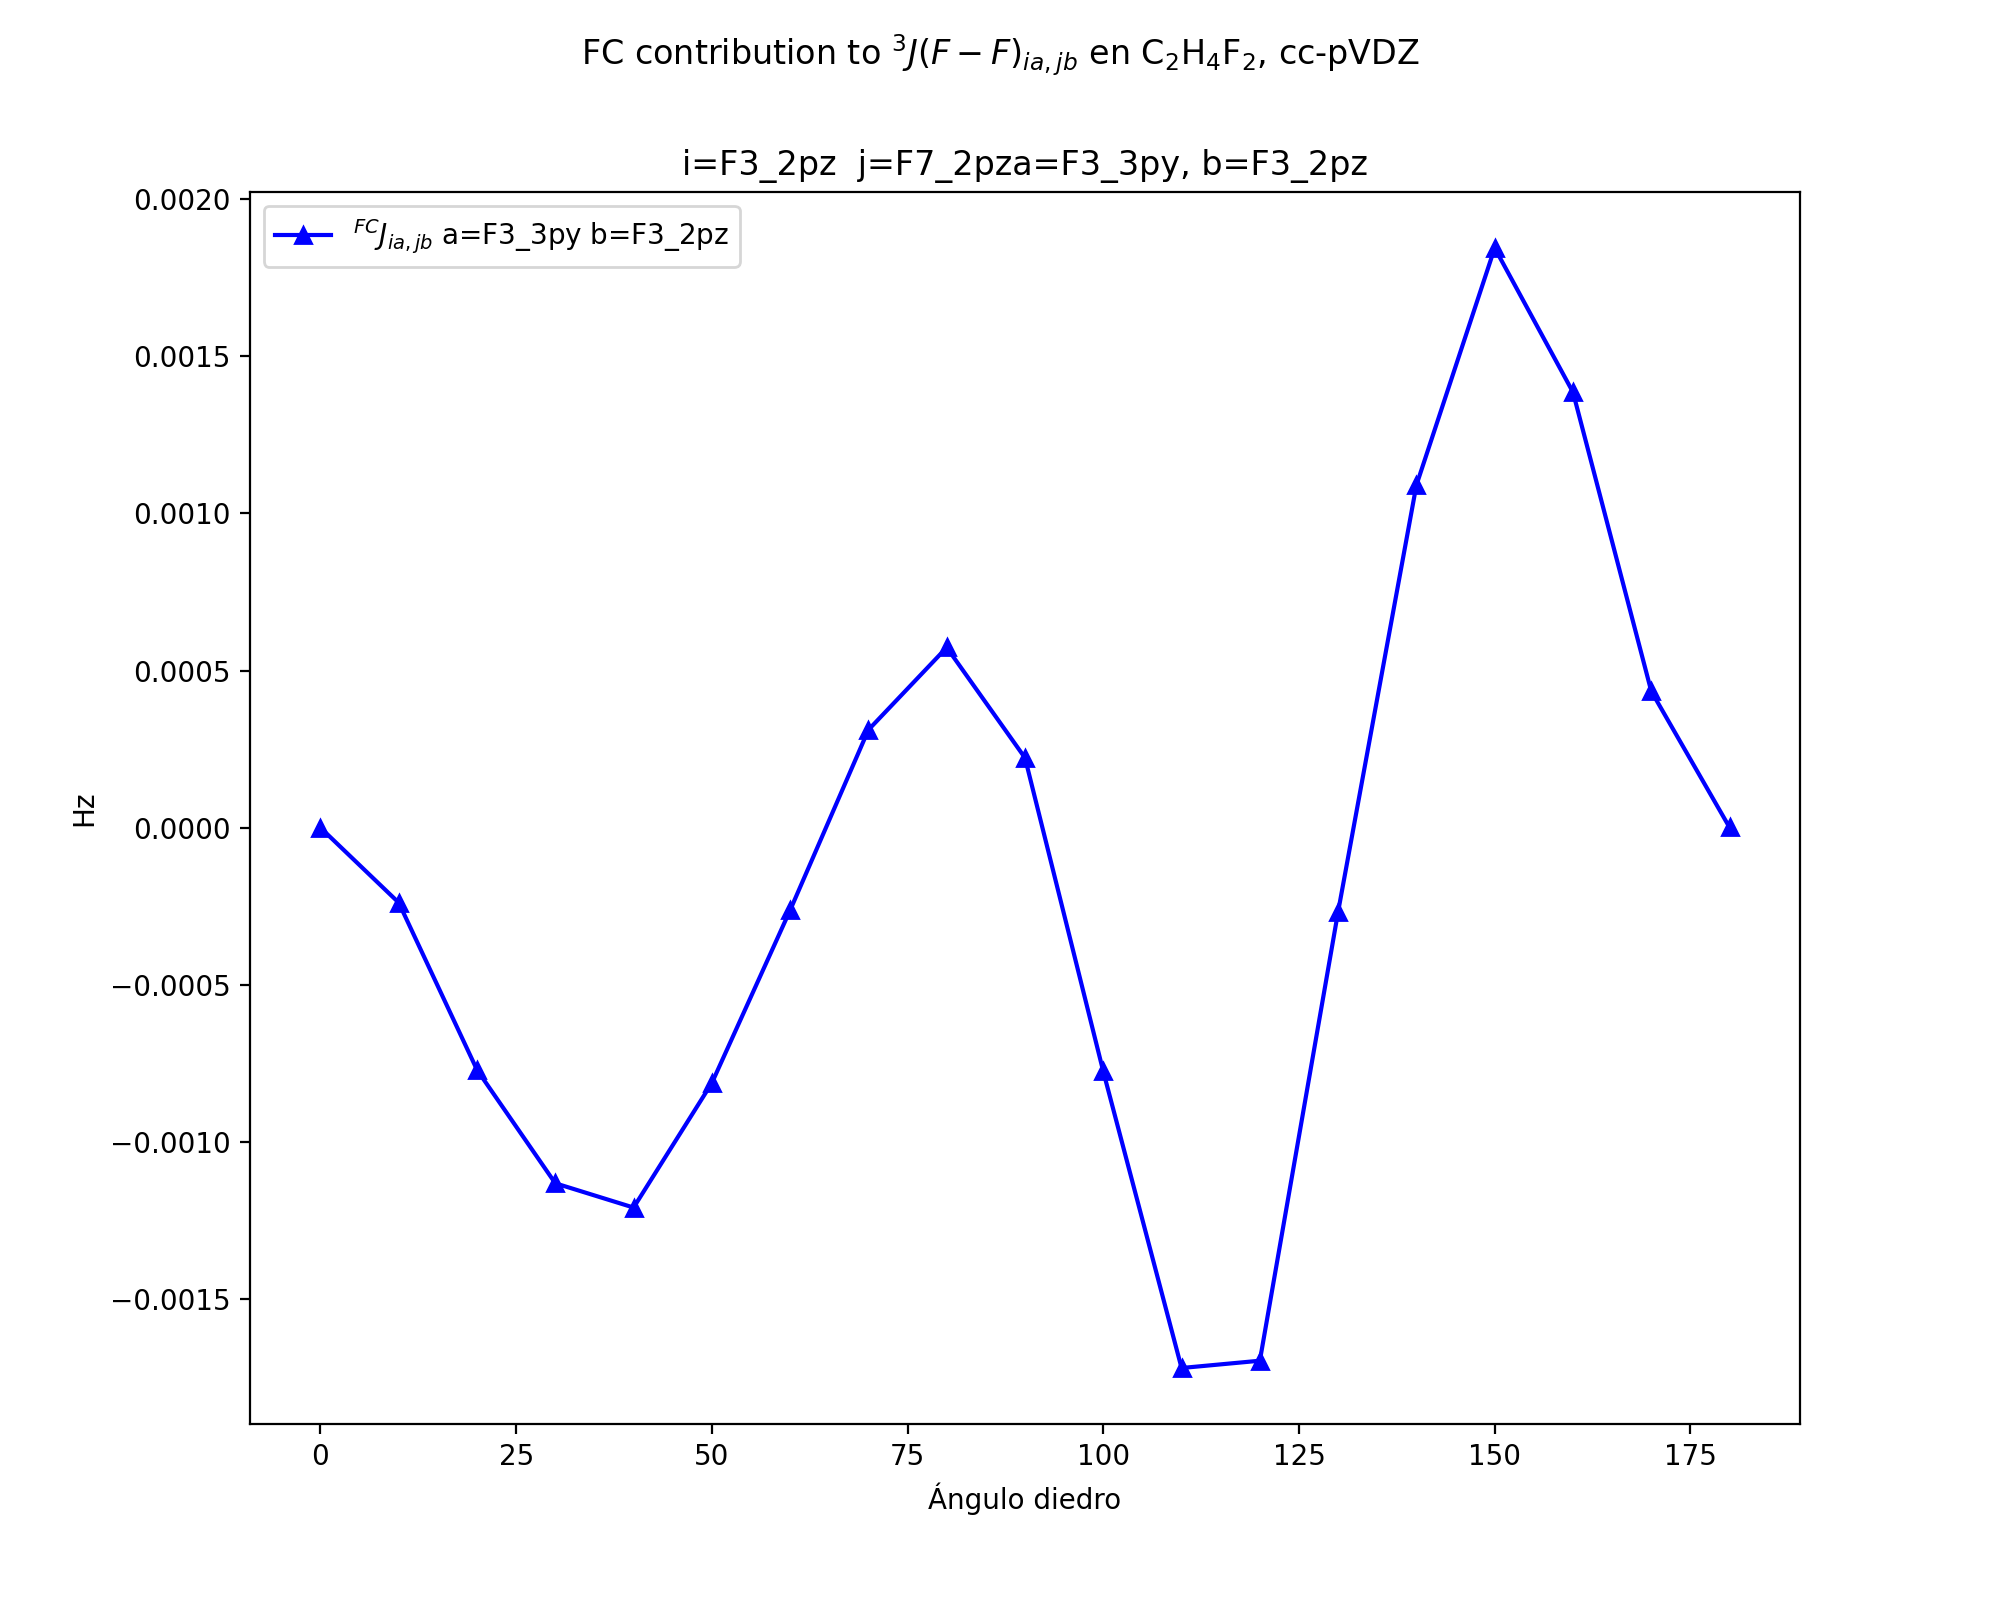 FC contribution to ³J(F − F)ᵢₐ,ⱼb en C₂H₄F₂, cc-pVDZ
i=F3_2pz  j=F7_2pza=F3_3py, b=F3_2pz
ᶠᶜJᵢₐ,ⱼb a=F3_3py b=F3_2pz
0.0020
0.0015
0.0010
0.0005
0.0000
−0.0005
−0.0010
−0.0015
Hz
0 25 50 75 100 125 150 175
Ángulo diedro